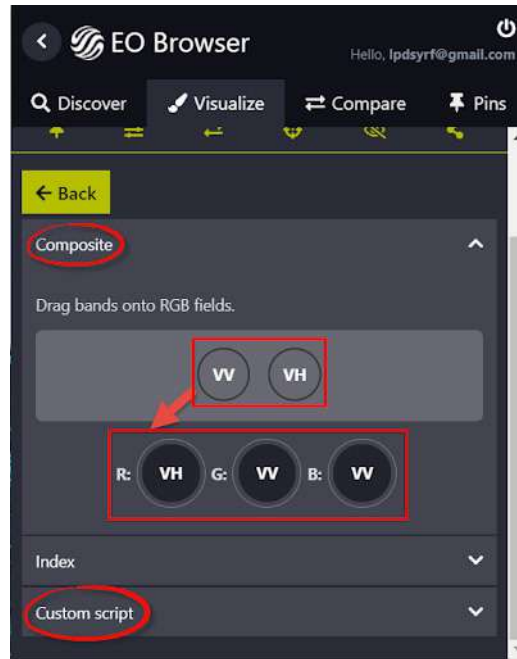 EO Browser
Hello, lpdsyrf@gmail.com
Discover Visualize Compare Pins
Back
Composite
Drag bands onto RGB fields.
VV VH
R: VH G: VV B: VV
Index
Custom script